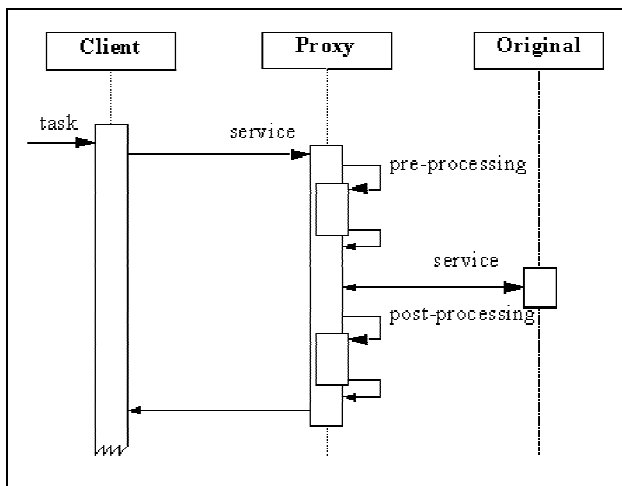 Client
Proxy
Original
task
service
pre-processing
service
post-processing